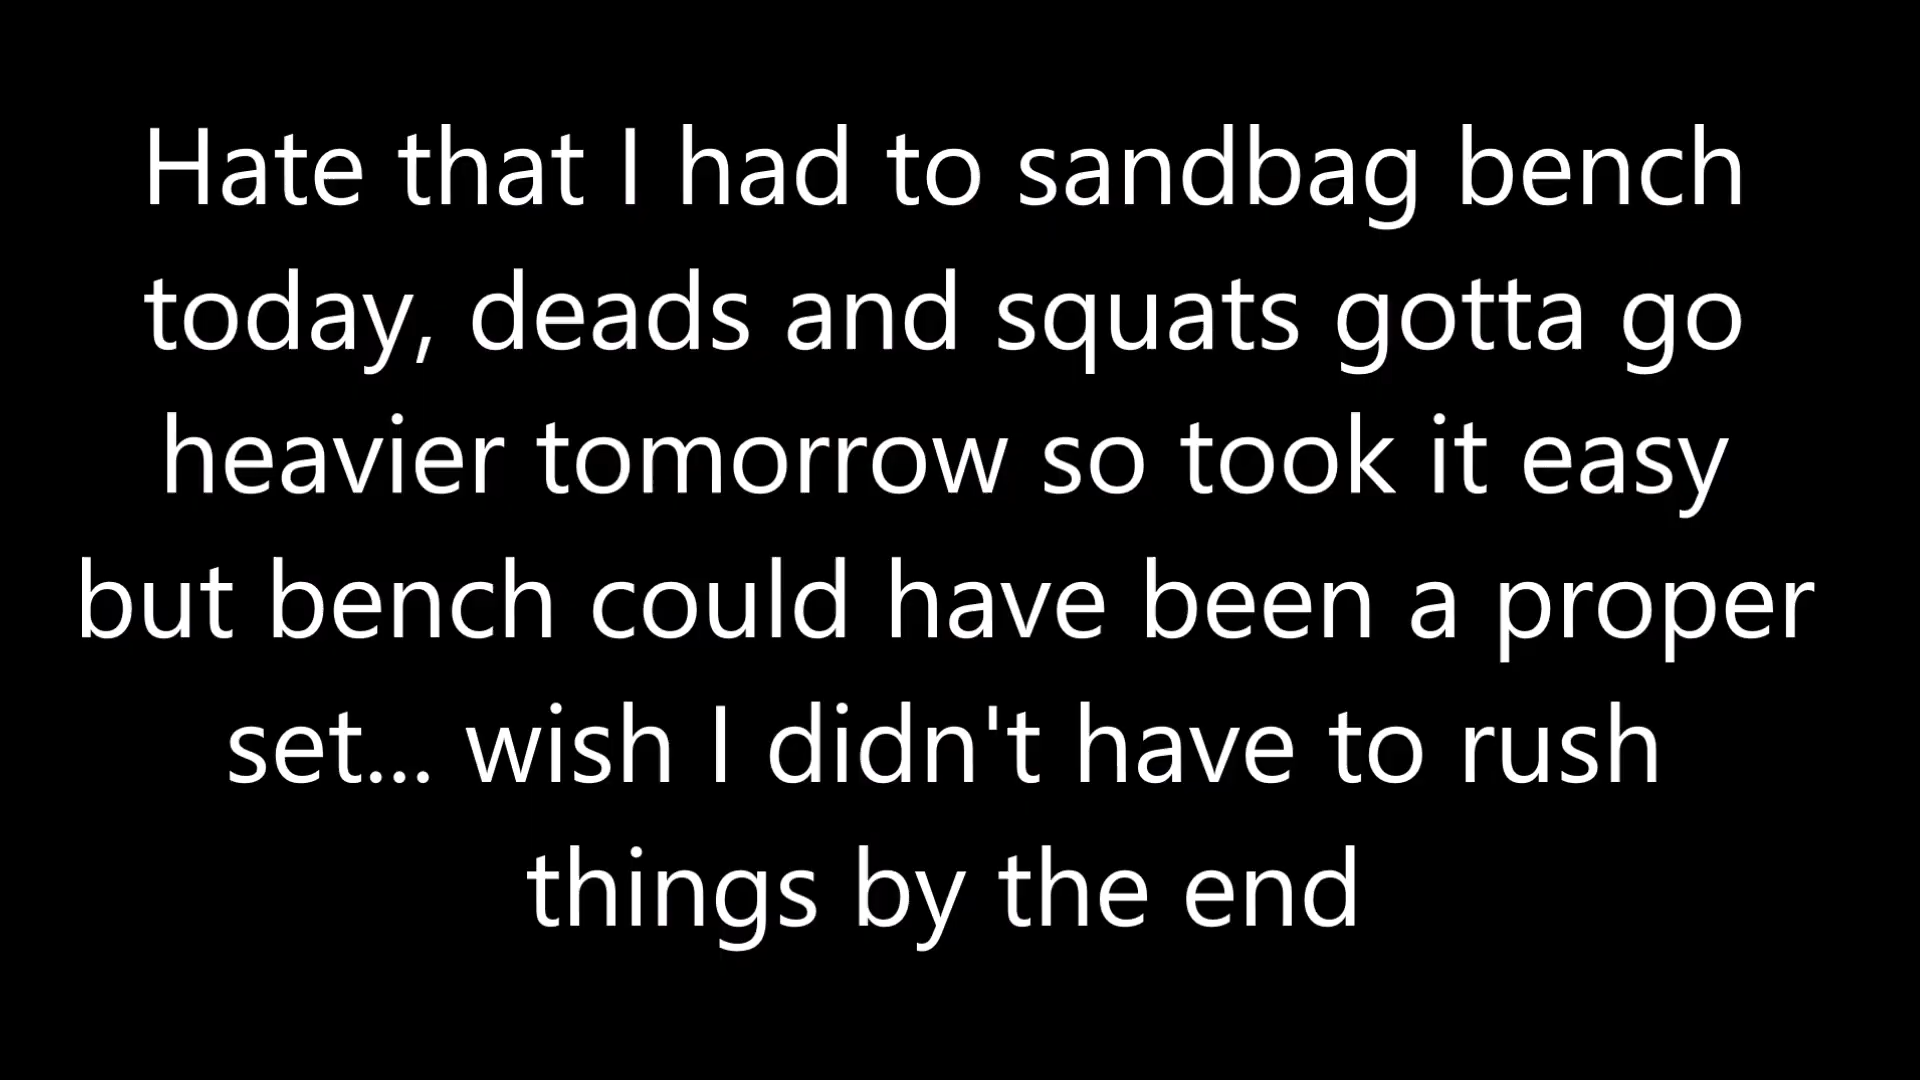 Hate that I had to sandbag bench
today, deads and squats gotta go
heavier tomorrow so took it easy
but bench could have been a proper
set... wish I didn't have to rush
things by the end